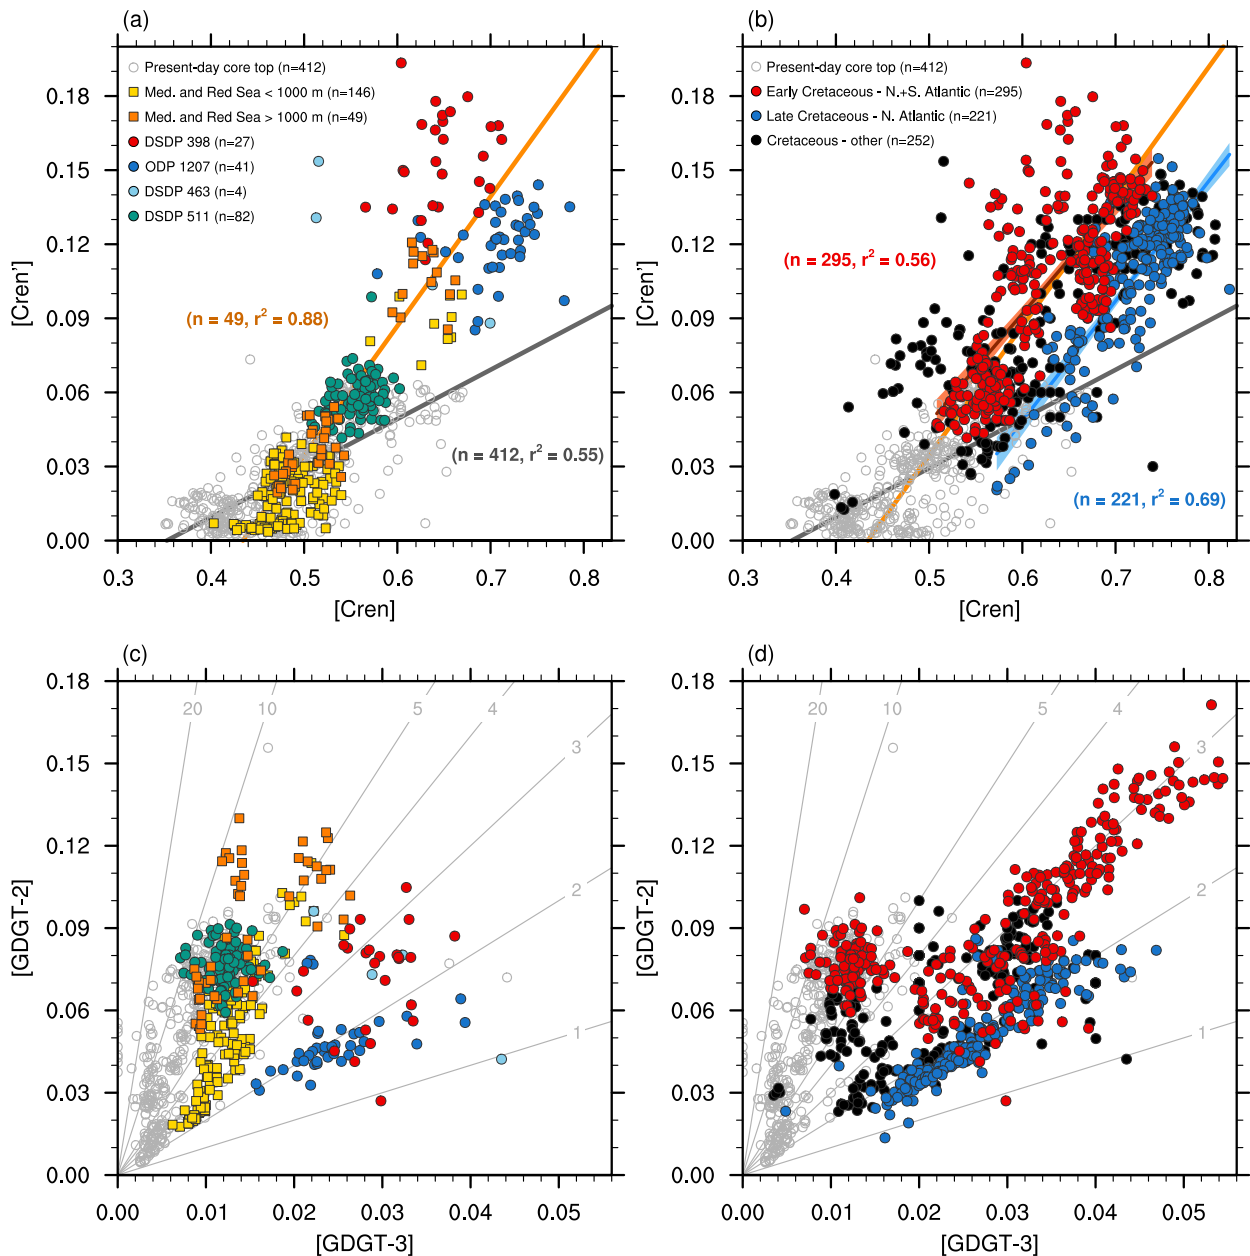 (a)
[Cren']
0.18
0.15
0.12
0.09
0.06
0.03
0.00
Present-day core top (n=412)
Med. and Red Sea < 1000 m (n=146)
Med. and Red Sea > 1000 m (n=49)
DSDP 398 (n=27)
ODP 1207 (n=41)
DSDP 463 (n=4)
DSDP 511 (n=82)
(n = 49, r² = 0.88)
(n = 412, r² = 0.55)
0.3 0.4 0.5 0.6 0.7 0.8
[Cren]
(b)
[Cren']
0.18
0.15
0.12
0.09
0.06
0.03
0.00
Present-day core top (n=412)
Early Cretaceous - N.+S. Atlantic (n=295)
Late Cretaceous - N. Atlantic (n=221)
Cretaceous - other (n=252)
(n = 295, r² = 0.56)
(n = 221, r² = 0.69)
0.3 0.4 0.5 0.6 0.7 0.8
[Cren]
(c)
[GDGT-2]
0.18
0.15
0.12
0.09
0.06
0.03
0.00
20 10 5 4
3
2
1
0.00 0.01 0.02 0.03 0.04 0.05
[GDGT-3]
(d)
[GDGT-2]
0.18
0.15
0.12
0.09
0.06
0.03
0.00
20 10 5 4
3
2
1
0.00 0.01 0.02 0.03 0.04 0.05
[GDGT-3]